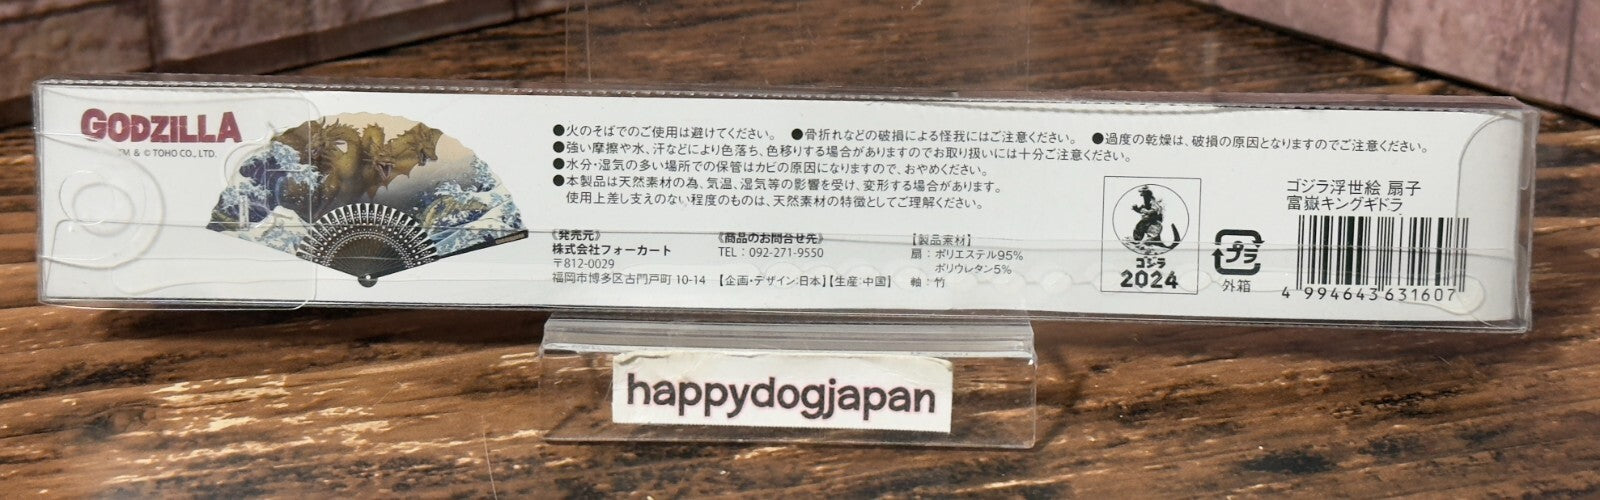 GODZILLA
TM & © TOHO CO., LTD.
●火のそばでのご使用は避けてください。 ●骨折れなどの破損による怪我にはご注意ください。 ●過度の乾燥は、破損の原因となりますのでご注意ください。
●強い摩擦や水、汗などにより色落ち、色移りする場合がありますのでお取り扱いには十分ご注意ください。
●水分・湿気の多い場所での保管はカビの原因になりますので、おやめください。
●本製品は天然素材の為、気温、湿気等の影響を受け、変形する場合があります。
使用上差し支えのない程度のものは、天然素材の特徴としてご理解ください。
《発売元》
株式会社フォーカート
〒812-0029
福岡市博多区古門戸町 10-14
《商品のお問合せ先》
TEL : 092-271-9550
【企画・デザイン:日本】【生産:中国】
【製品素材】
扇:ポリエステル95%
ポリウレタン5%
軸:竹
ゴジラ
2024
プラ
外箱
ゴジラ浮世絵 扇子
富嶽キングギドラ
4 994643 631607
happydogjapan